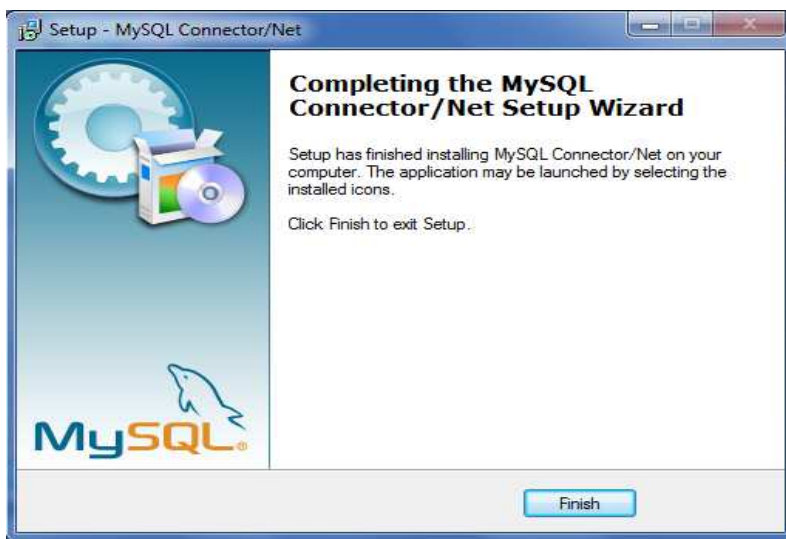 Setup - MySQL Connector/Net
Completing the MySQL
Connector/Net Setup Wizard
Setup has finished installing MySQL Connector/Net on your
computer. The application may be launched by selecting the
installed icons.
Click Finish to exit Setup.
MySQL®
Finish